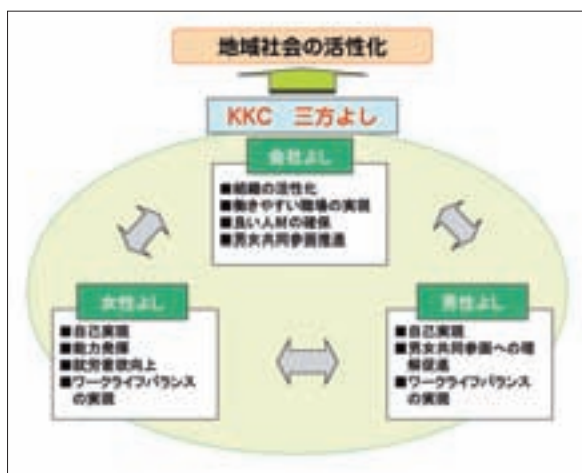 地域社会の活性化
KKC 三方よし
会社よし
■組織の活性化
■働きやすい職場の実現
■良い人材の確保
■男女共同参画推進
女性よし
■自己実現
■能力発揮
■就労意欲向上
■ワークライフバランス
の実現
男性よし
■自己実現
■男女共同参画への理
解促進
■ワークライフバランス
の実現